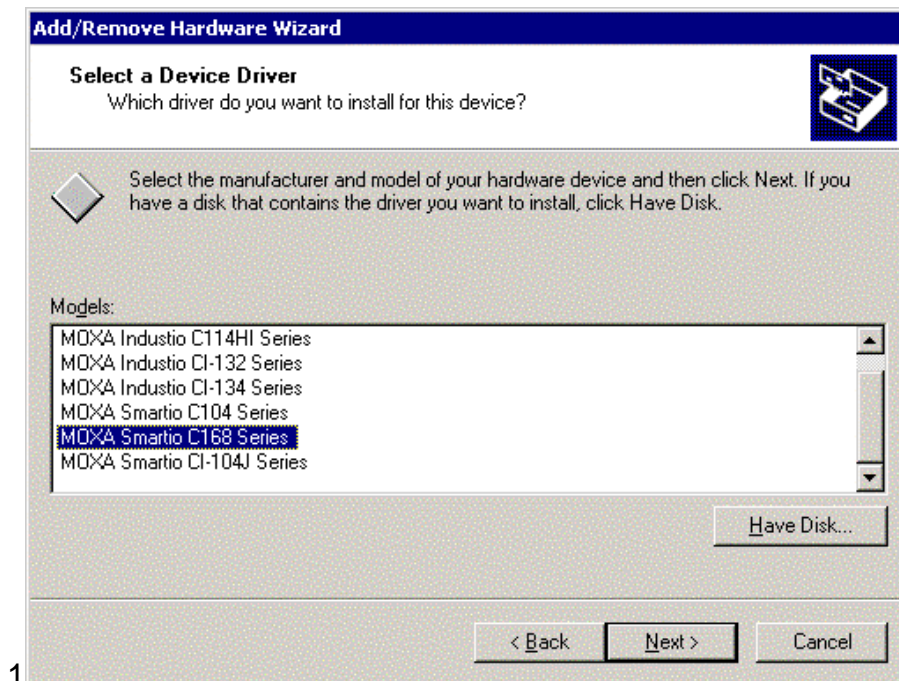 Add/Remove Hardware Wizard
Select a Device Driver
Which driver do you want to install for this device?
Select the manufacturer and model of your hardware device and then click Next. If you
have a disk that contains the driver you want to install, click Have Disk.
Models:
MOXA Industio C114HI Series
MOXA Industio CI-132 Series
MOXA Industio CI-134 Series
MOXA Smartio C104 Series
MOXA Smartio C168 Series
MOXA Smartio CI-104J Series
Have Disk...
< Back Next > Cancel
1